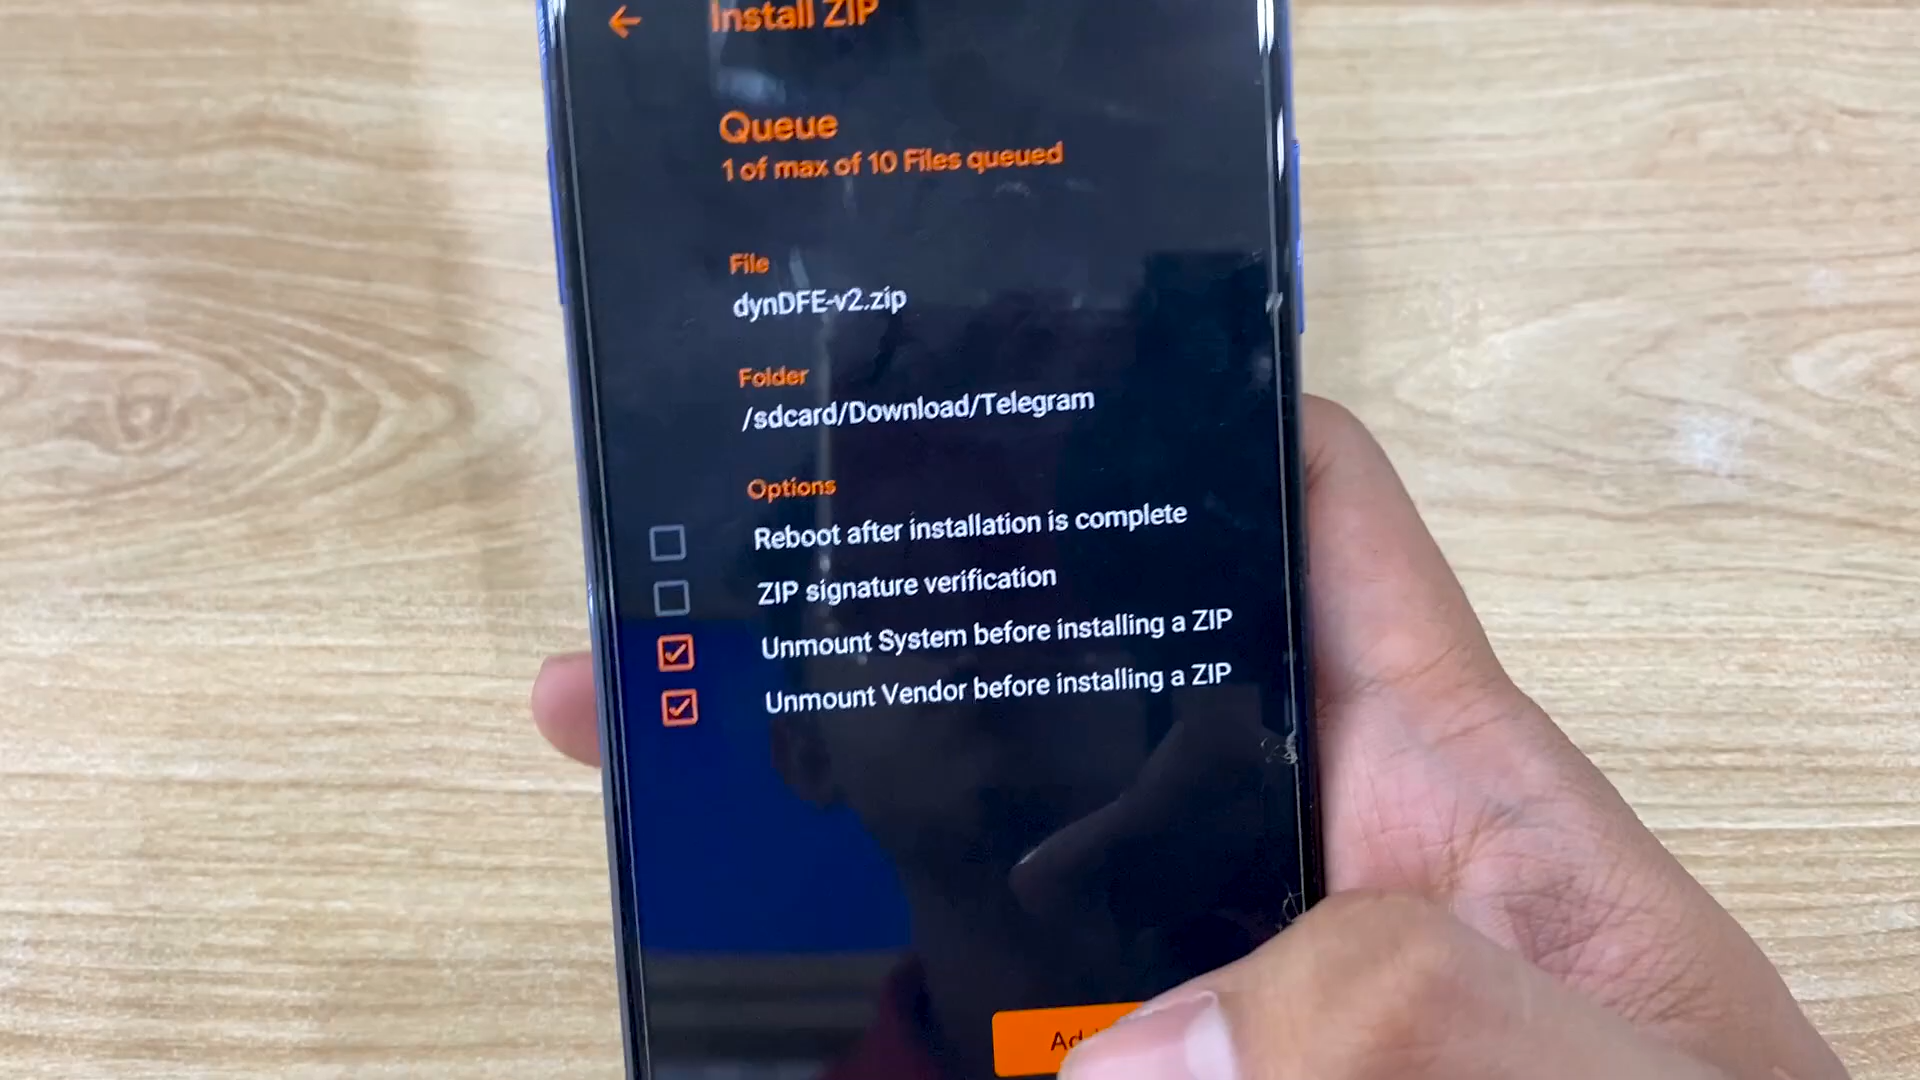 Install ZIP
Queue
1 of max of 10 Files queued
File
dynDFE-v2.zip
Folder
/sdcard/Download/Telegram
Options
Reboot after installation is complete
ZIP signature verification
Unmount System before installing a ZIP
Unmount Vendor before installing a ZIP